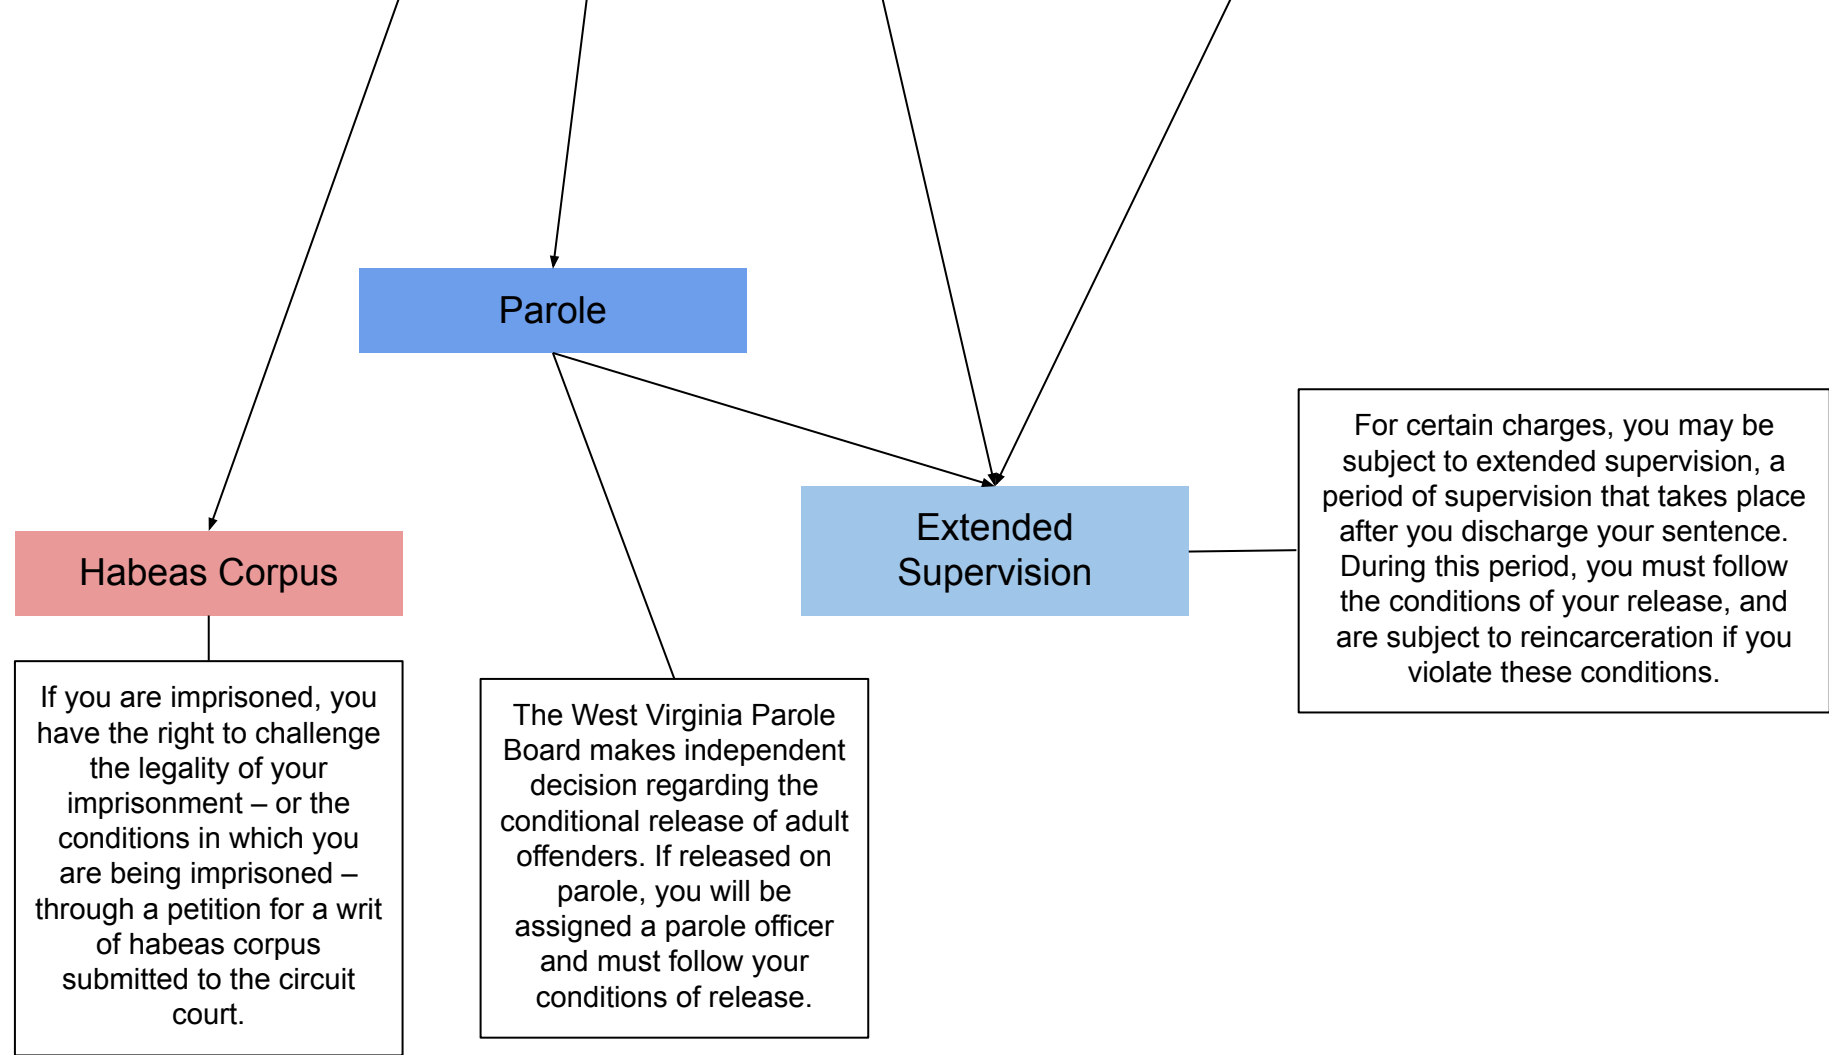 Parole
Extended
Supervision
For certain charges, you may be
subject to extended supervision, a
period of supervision that takes place
after you discharge your sentence.
During this period, you must follow
the conditions of your release, and
are subject to reincarceration if you
violate these conditions.
Habeas Corpus
If you are imprisoned, you
have the right to challenge
the legality of your
imprisonment – or the
conditions in which you
are being imprisoned –
through a petition for a writ
of habeas corpus
submitted to the circuit
court.
The West Virginia Parole
Board makes independent
decision regarding the
conditional release of adult
offenders. If released on
parole, you will be
assigned a parole officer
and must follow your
conditions of release.